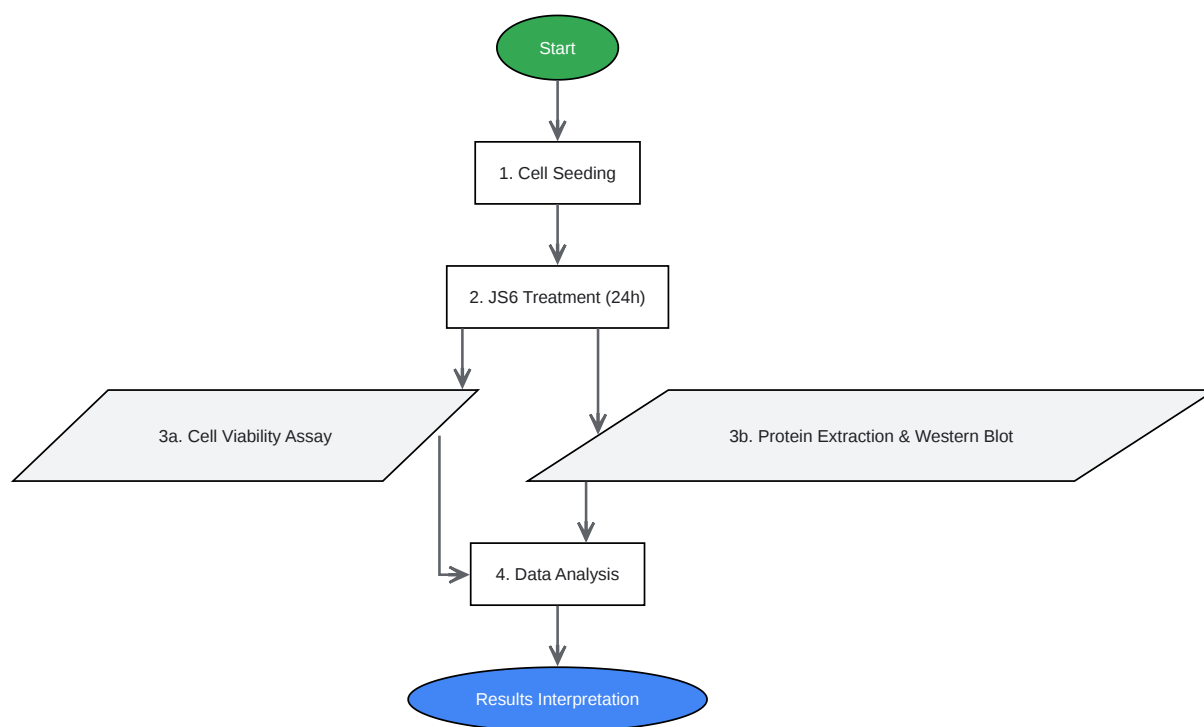 Start
1. Cell Seeding
2. JS6 Treatment (24h)
3a. Cell Viability Assay
3b. Protein Extraction & Western Blot
4. Data Analysis
Results Interpretation